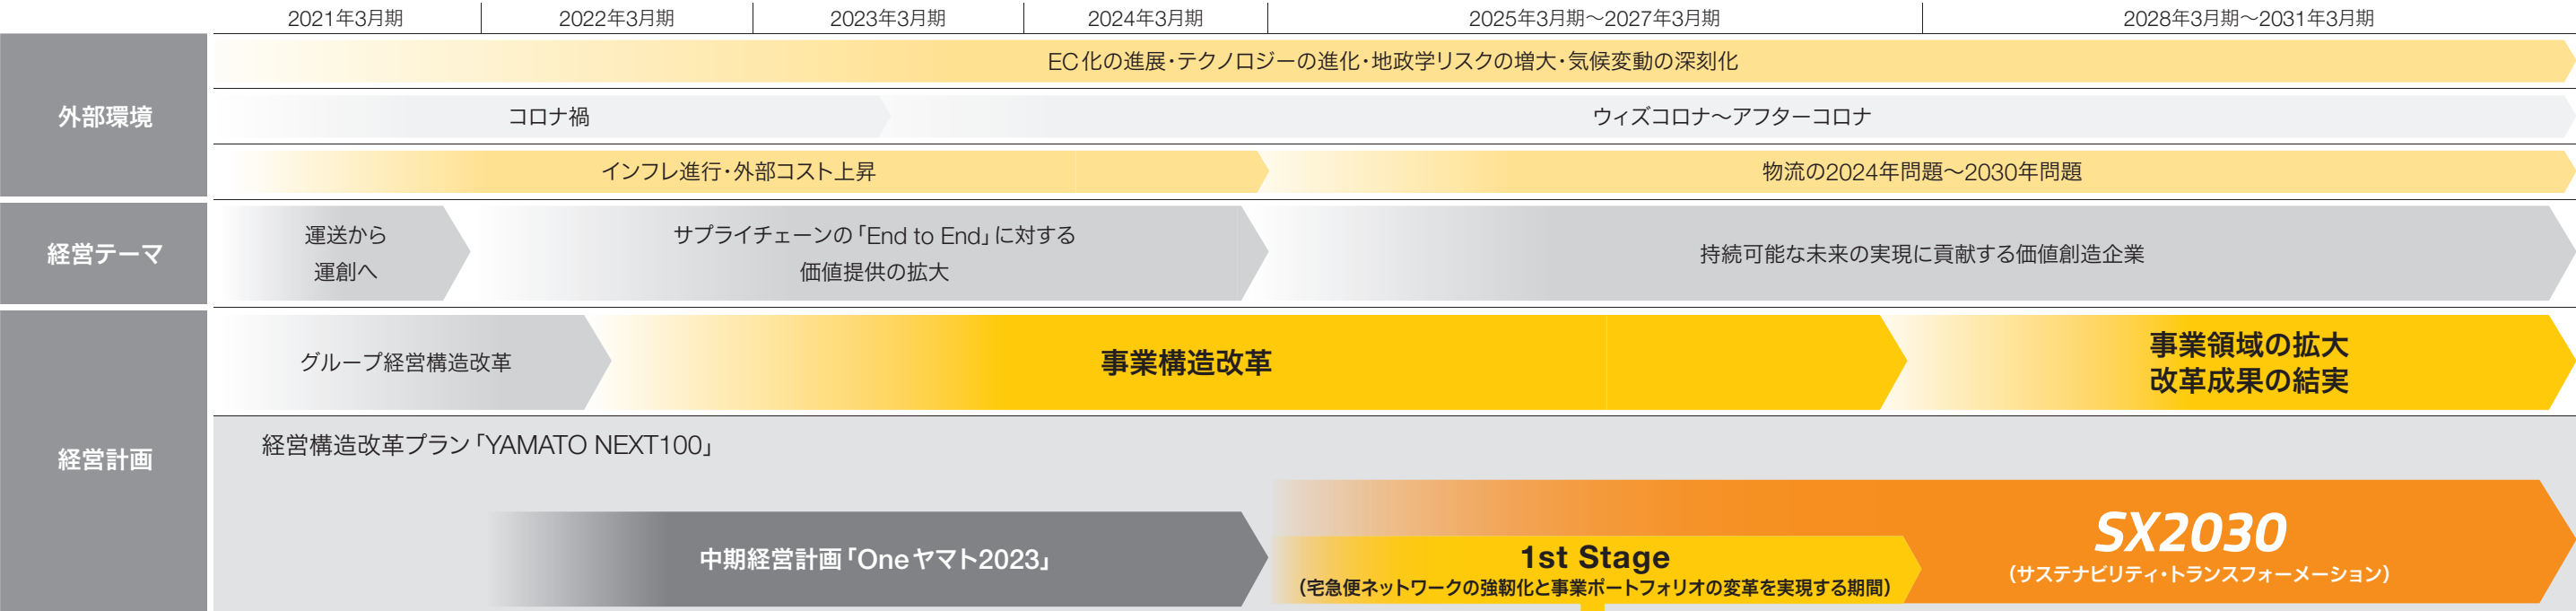 2021年3月期
2022年3月期
2023年3月期
2024年3月期
2025年3月期～2027年3月期
2028年3月期～2031年3月期
外部環境
EC化の進展・テクノロジーの進化・地政学リスクの増大・気候変動の深刻化
コロナ禍
ウィズコロナ～アフターコロナ
インフレ進行・外部コスト上昇
物流の2024年問題～2030年問題
経営テーマ
運送から
運創へ
サプライチェーンの「End to End」に対する
価値提供の拡大
持続可能な未来の実現に貢献する価値創造企業
経営計画
グループ経営構造改革
事業構造改革
事業領域の拡大
改革成果の結実
経営構造改革プラン「YAMATO NEXT100」
中期経営計画「Oneヤマト2023」
1st Stage
（宅急便ネットワークの強靭化と事業ポートフォリオの変革を実現する期間）
SX2030
（サステナビリティ・トランスフォーメーション）